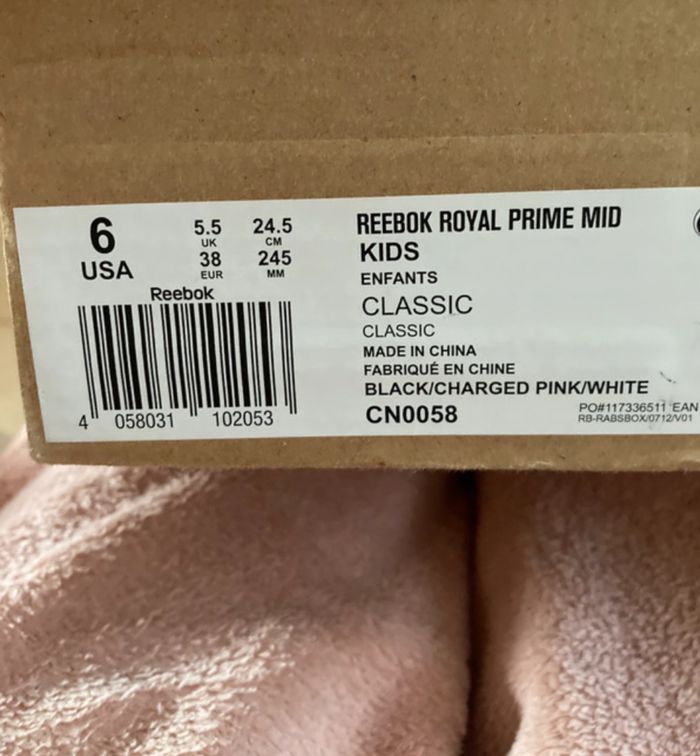 6
USA
5.5
UK
38
EUR
24.5
CM
245
MM
Reebok
4 058031 102053
REEBOK ROYAL PRIME MID
KIDS
ENFANTS
CLASSIC
CLASSIC
MADE IN CHINA
FABRIQUÉ EN CHINE
BLACK/CHARGED PINK/WHITE
CN0058
PO#117336511 EAN
RB-RABSBOX/0712/V01